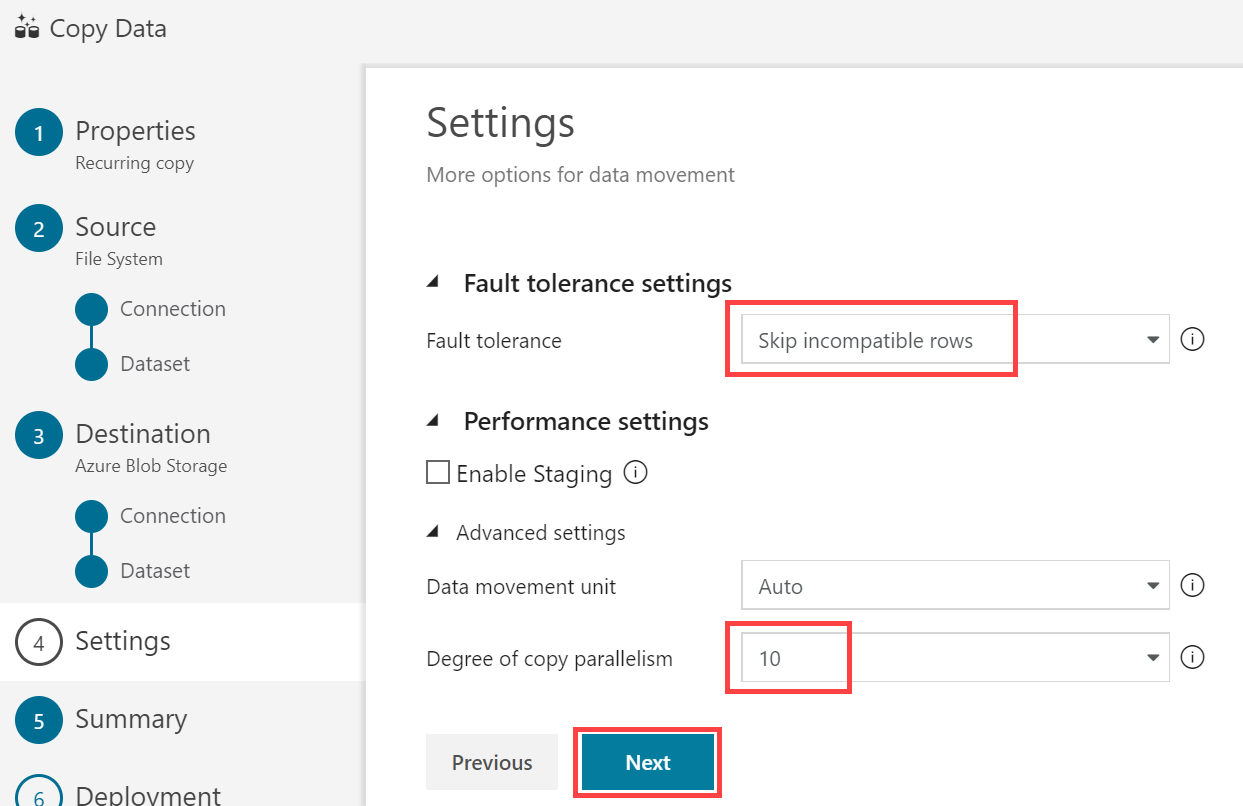 Copy Data
1 Properties
Recurring copy
2 Source
File System
Connection
Dataset
3 Destination
Azure Blob Storage
Connection
Dataset
4 Settings
5 Summary
6 Deployment
Settings
More options for data movement
Fault tolerance settings
Fault tolerance Skip incompatible rows
Performance settings
Enable Staging
Advanced settings
Data movement unit Auto
Degree of copy parallelism 10
Previous Next